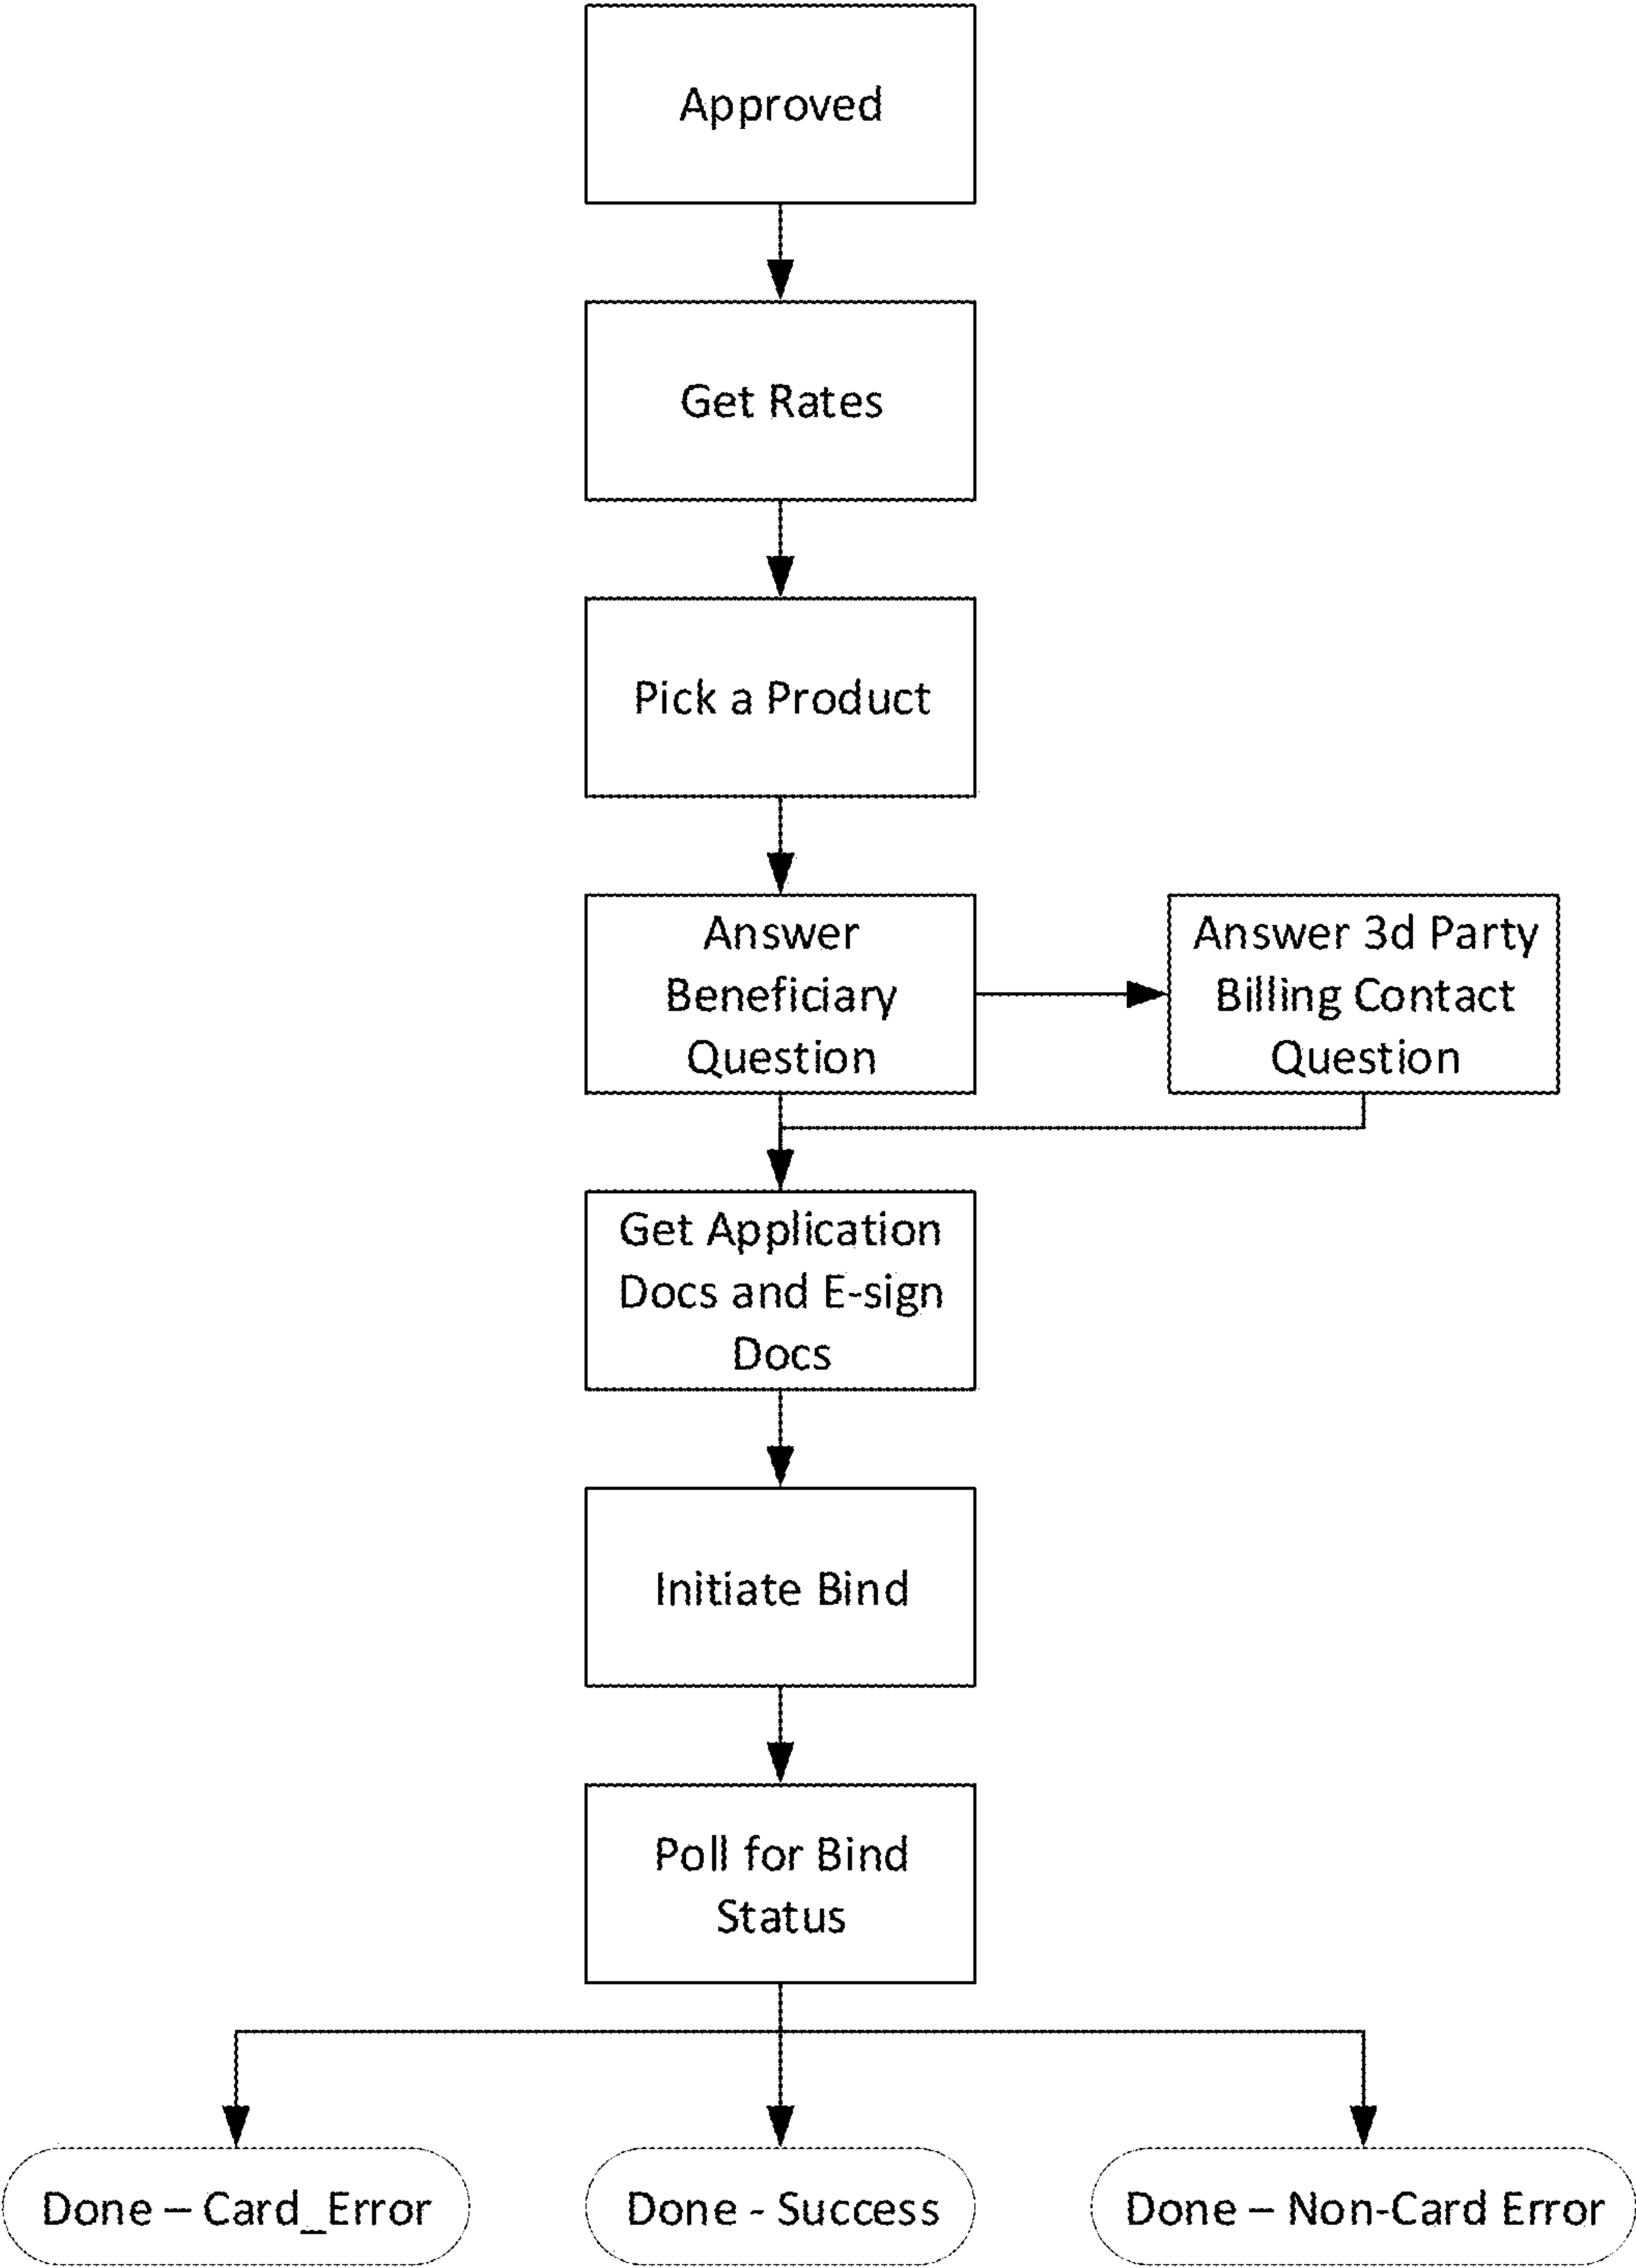 Approved
Get Rates
Pick a Product
Answer
Beneficiary
Question
Answer 3d Party
Billing Contact
Question
Get Application
Docs and E-sign
Docs
Initiate Bind
Poll for Bind
Status
Done – Card_Error
Done - Success
Done – Non-Card Error